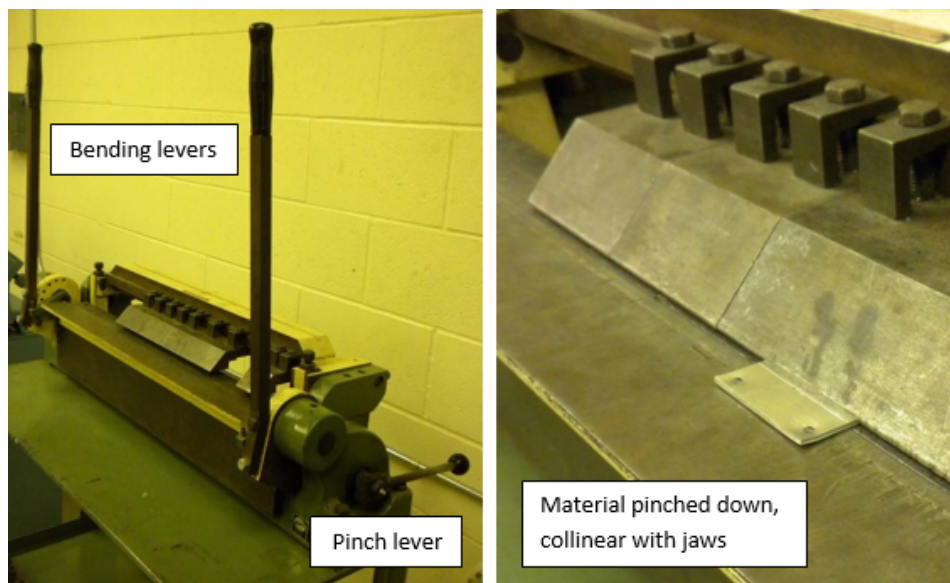 Bending levers
Pinch lever
Material pinched down,
collinear with jaws